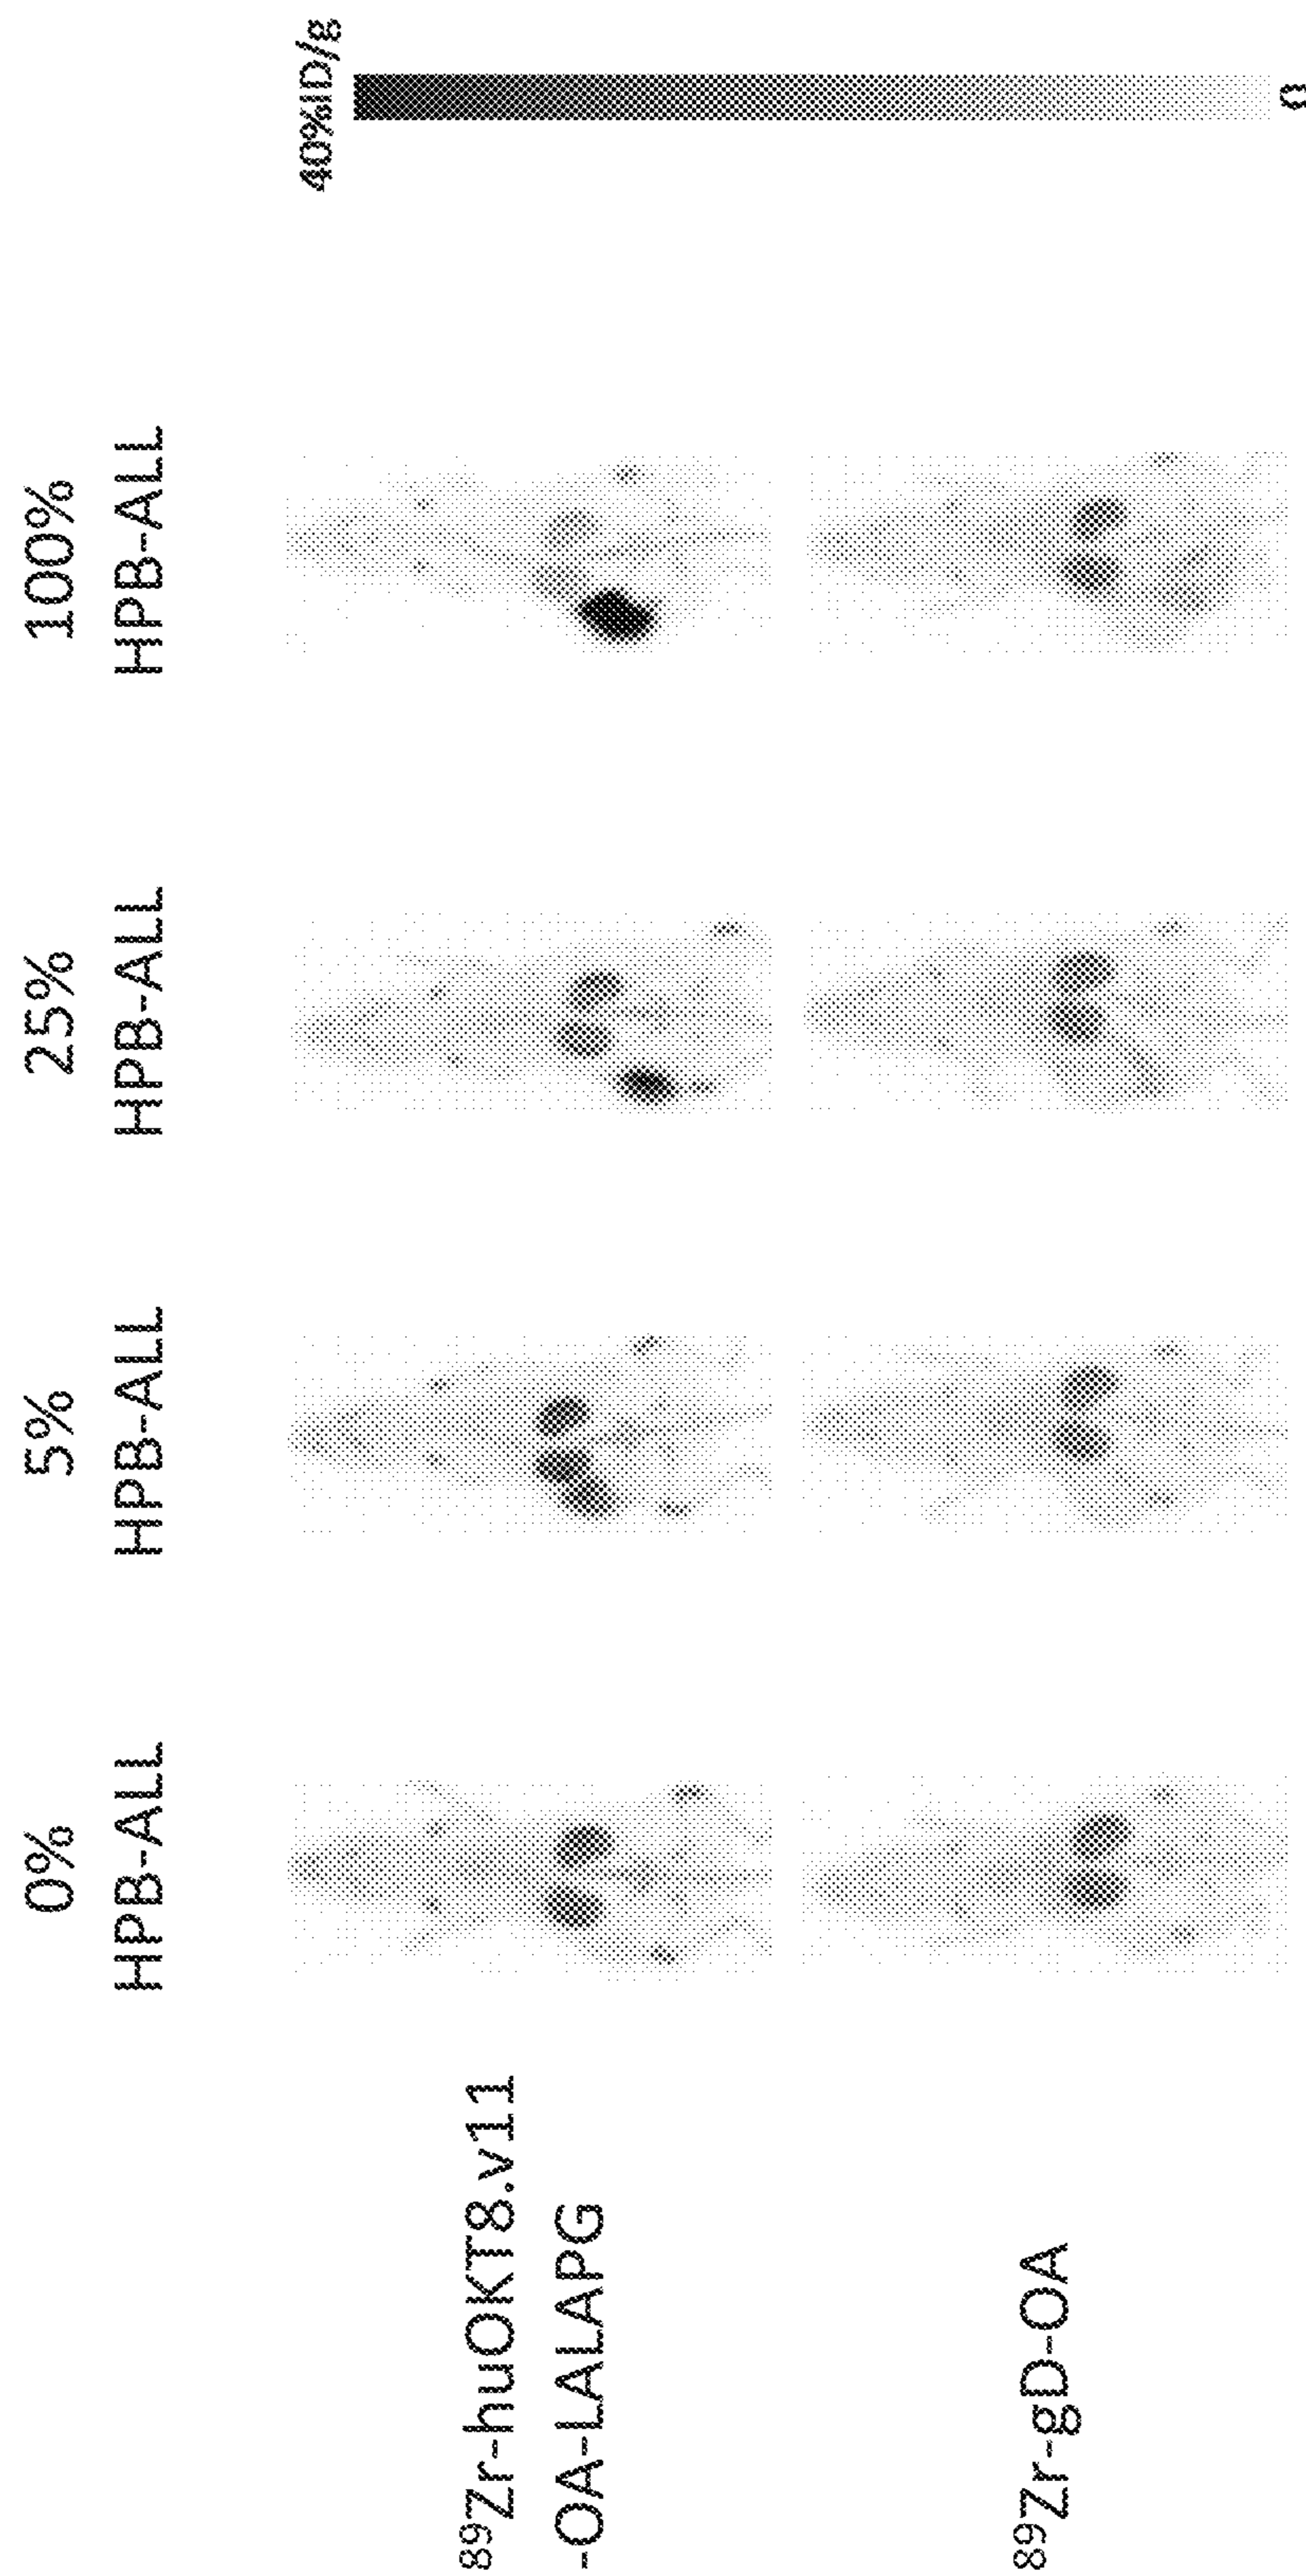 0%
HPB-ALL
5%
HPB-ALL
25%
HPB-ALL
100%
HPB-ALL
40%ID/g
0
⁸⁹Zr-huOKT8.v11
-OA-LALAPG
⁸⁹Zr-gD-OA